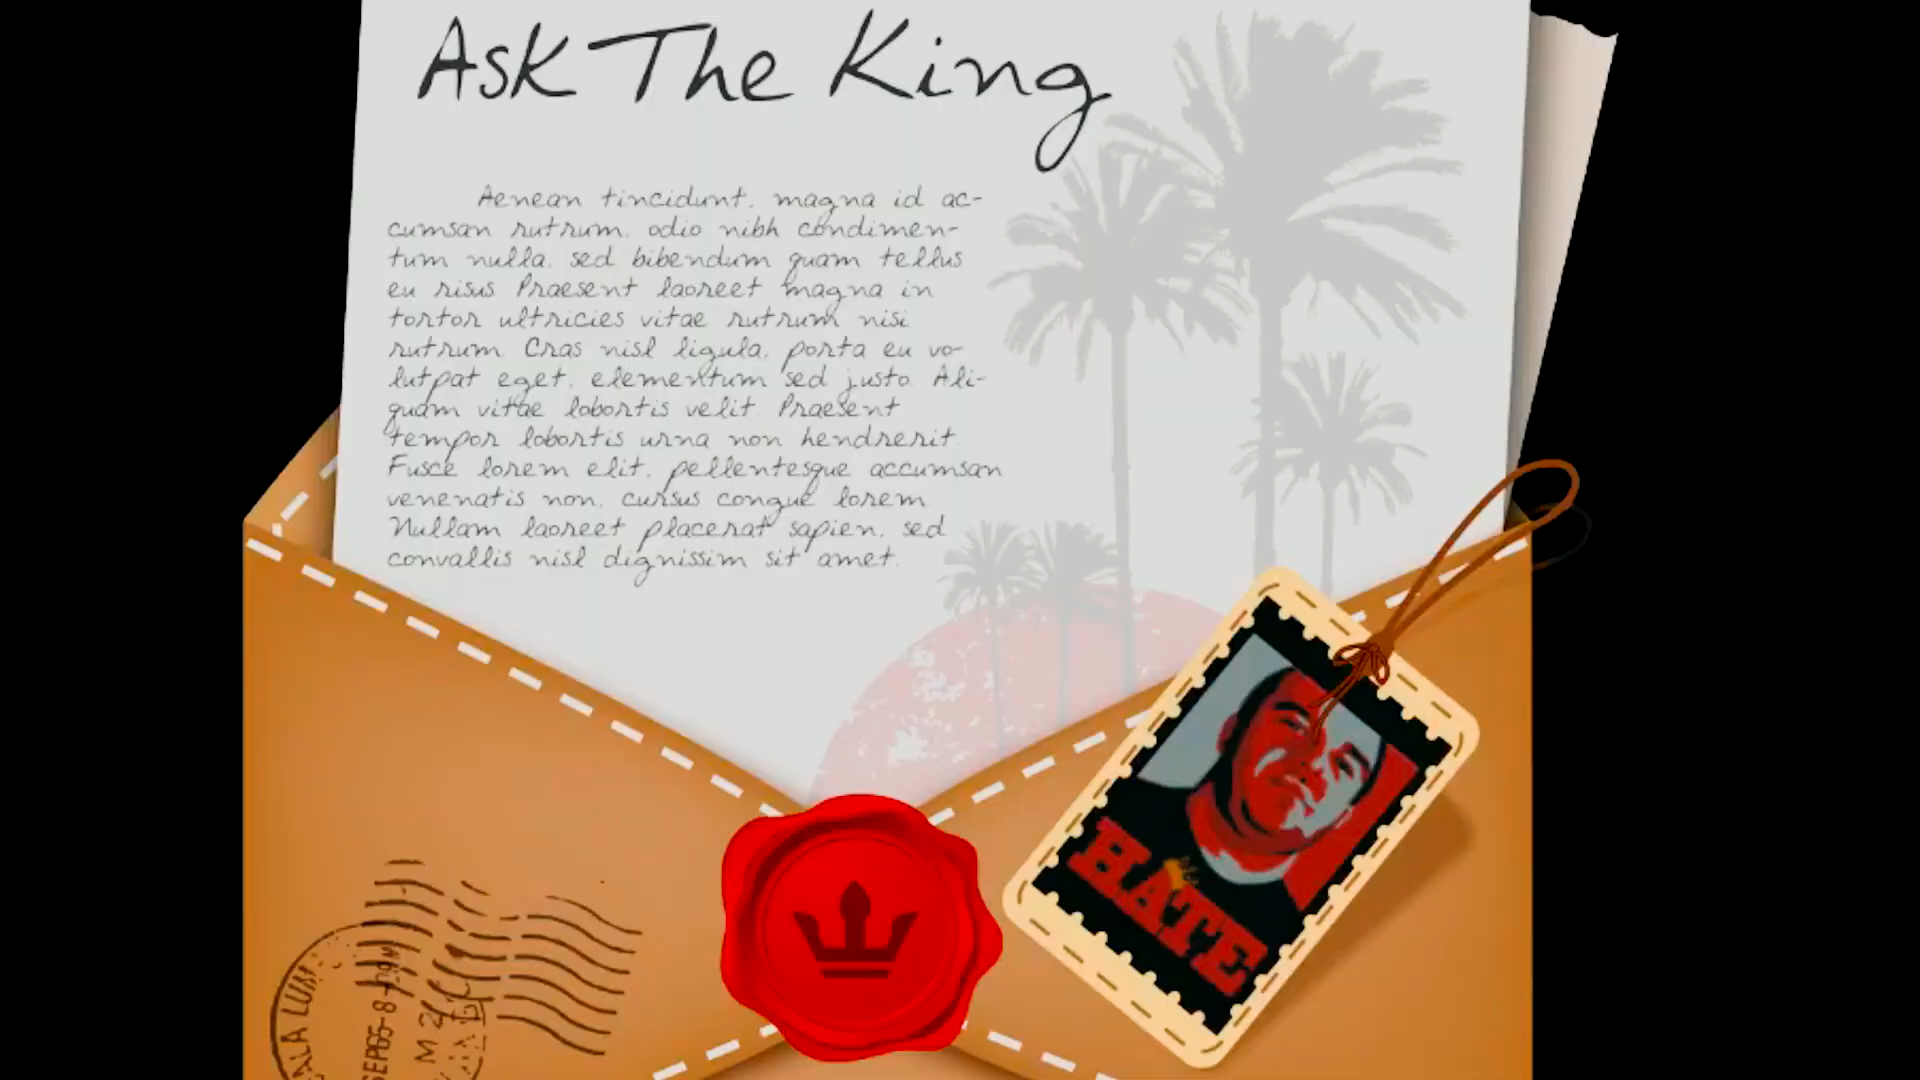 Ask The King
Aenean tincidunt, magna id ac-
cumsan rutrum, odio nibh condimen-
tum nulla, sed bibendum quam tellus
eu risus Praesent laoreet magna in
tortor ultricies vitae rutrum nisi
rutrum. Cras nisl ligula, porta eu vo-
lutpat eget, elementum sed justo. Ali-
quam vitae lobortis velit. Praesent
tempor lobortis urna non hendrerit
Fusce lorem elit, pellentesque accumsan
venenatis non, cursus congue lorem
Nullam laoreet placerat sapien, sed
convallis nisl dignissim sit amet.
HATE